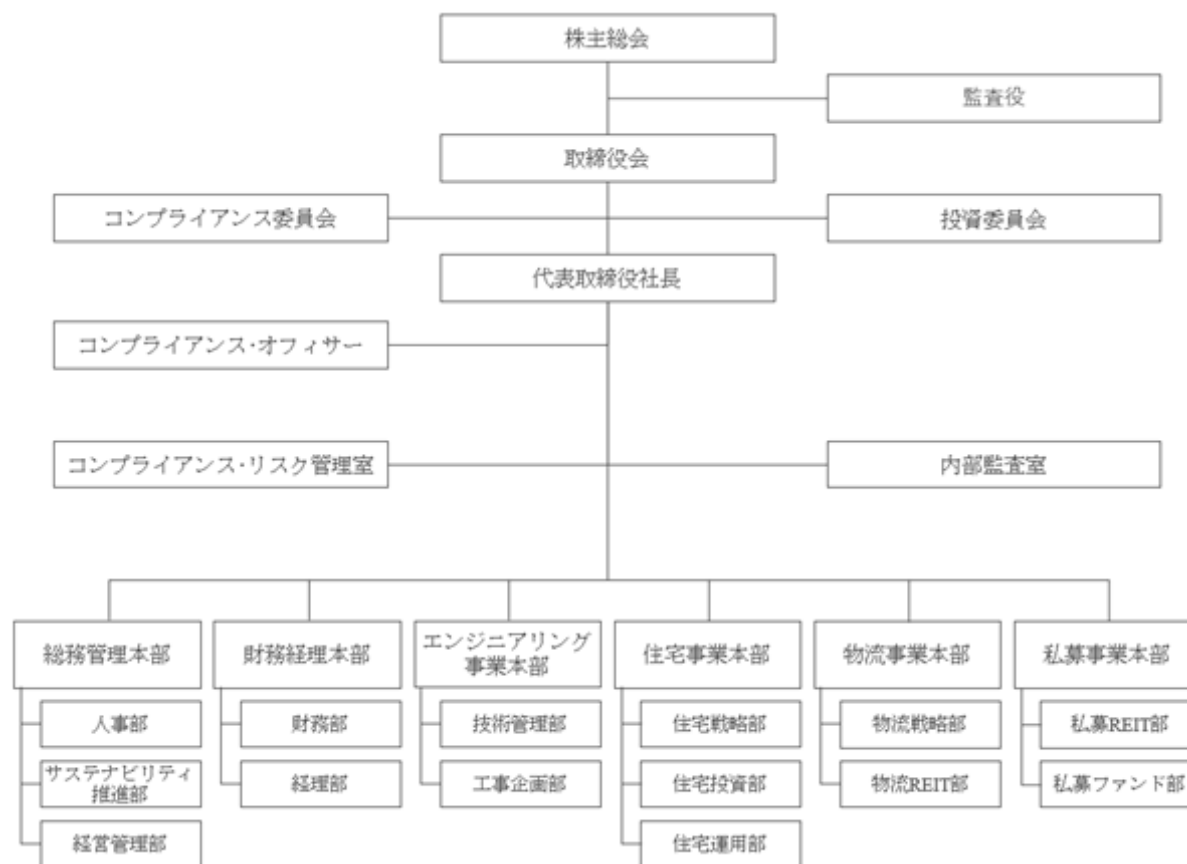 株主総会
監査役
取締役会
コンプライアンス委員会
投資委員会
代表取締役社長
コンプライアンス・オフィサー
コンプライアンス・リスク管理室
内部監査室
総務管理本部
財務経理本部
エンジニアリング
事業本部
住宅事業本部
物流事業本部
私募事業本部
人事部
財務部
技術管理部
住宅戦略部
物流戦略部
私募REIT部
サステナビリティ
推進部
経理部
工事企画部
住宅投資部
物流REIT部
私募ファンド部
経営管理部
住宅運用部